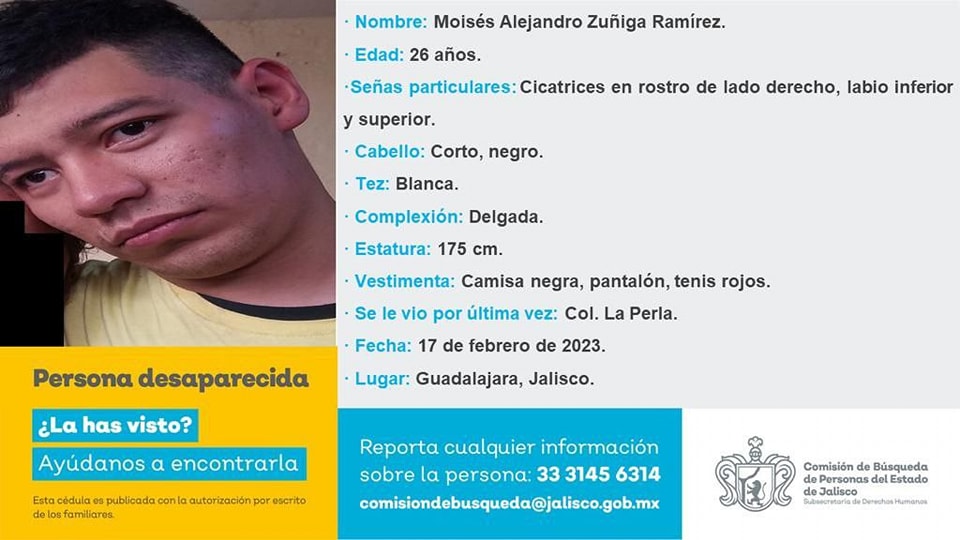 · Nombre: Moisés Alejandro Zuñiga Ramírez.
· Edad: 26 años.
·Señas particulares: Cicatrices en rostro de lado derecho, labio inferior
y superior.
· Cabello: Corto, negro.
· Tez: Blanca.
· Complexión: Delgada.
· Estatura: 175 cm.
· Vestimenta: Camisa negra, pantalón, tenis rojos.
· Se le vio por última vez: Col. La Perla.
· Fecha: 17 de febrero de 2023.
· Lugar: Guadalajara, Jalisco.
Persona desaparecida
¿La has visto?
Ayúdanos a encontrarla
Esta cédula es publicada con la autorización por escrito
de los familiares.
Reporta cualquier información
sobre la persona: 33 3145 6314
comisiondebusqueda@jalisco.gob.mx
Comisión de Búsqueda
de Personas del Estado
de Jalisco
Subsecretaría de Derechos Humanos